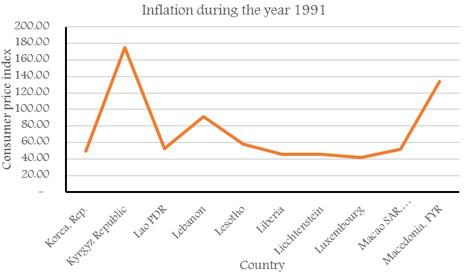 Inflation during the year 1991
Consumer price index
200.00
180.00
160.00
140.00
120.00
100.00
80.00
60.00
40.00
20.00
-
Korea, Rep.
Kyrgyz Republic
Lao PDR
Lebanon
Lesotho
Liberia
Liechtenstein
Luxembourg
Macao SAR,…
Macedonia, FYR
Country